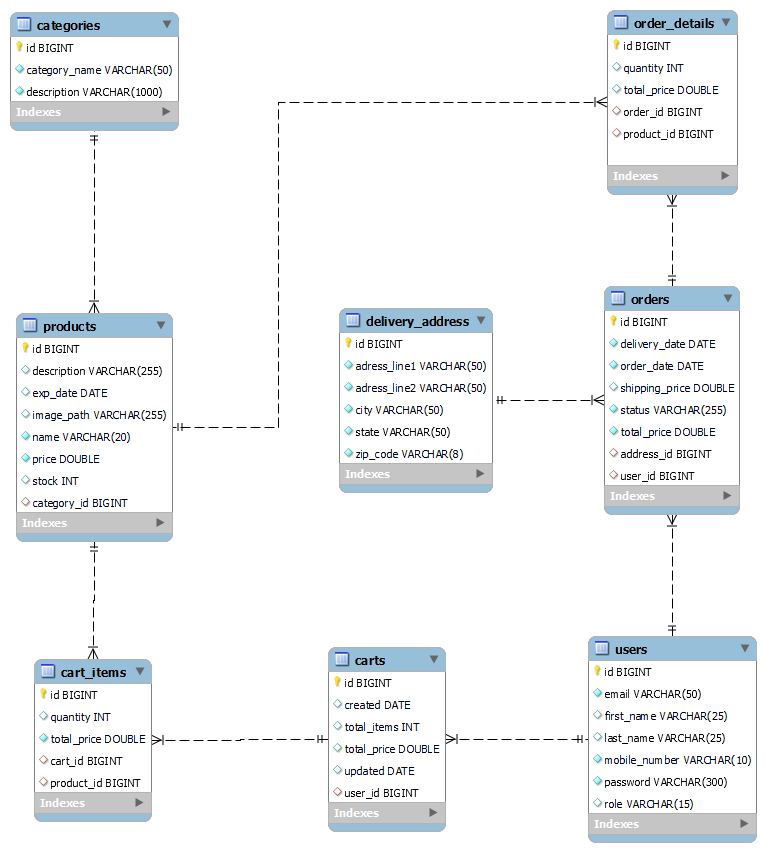 categories
id BIGINT
category_name VARCHAR(50)
description VARCHAR(1000)
Indexes
order_details
id BIGINT
quantity INT
total_price DOUBLE
order_id BIGINT
product_id BIGINT
Indexes
products
id BIGINT
description VARCHAR(255)
exp_date DATE
image_path VARCHAR(255)
name VARCHAR(20)
price DOUBLE
stock INT
category_id BIGINT
Indexes
delivery_address
id BIGINT
adress_line1 VARCHAR(50)
adress_line2 VARCHAR(50)
city VARCHAR(50)
state VARCHAR(50)
zip_code VARCHAR(8)
Indexes
orders
id BIGINT
delivery_date DATE
order_date DATE
shipping_price DOUBLE
status VARCHAR(255)
total_price DOUBLE
address_id BIGINT
user_id BIGINT
Indexes
cart_items
id BIGINT
quantity INT
total_price DOUBLE
cart_id BIGINT
product_id BIGINT
Indexes
carts
id BIGINT
created DATE
total_items INT
total_price DOUBLE
updated DATE
user_id BIGINT
Indexes
users
id BIGINT
email VARCHAR(50)
first_name VARCHAR(25)
last_name VARCHAR(25)
mobile_number VARCHAR(10)
password VARCHAR(300)
role VARCHAR(15)
Indexes